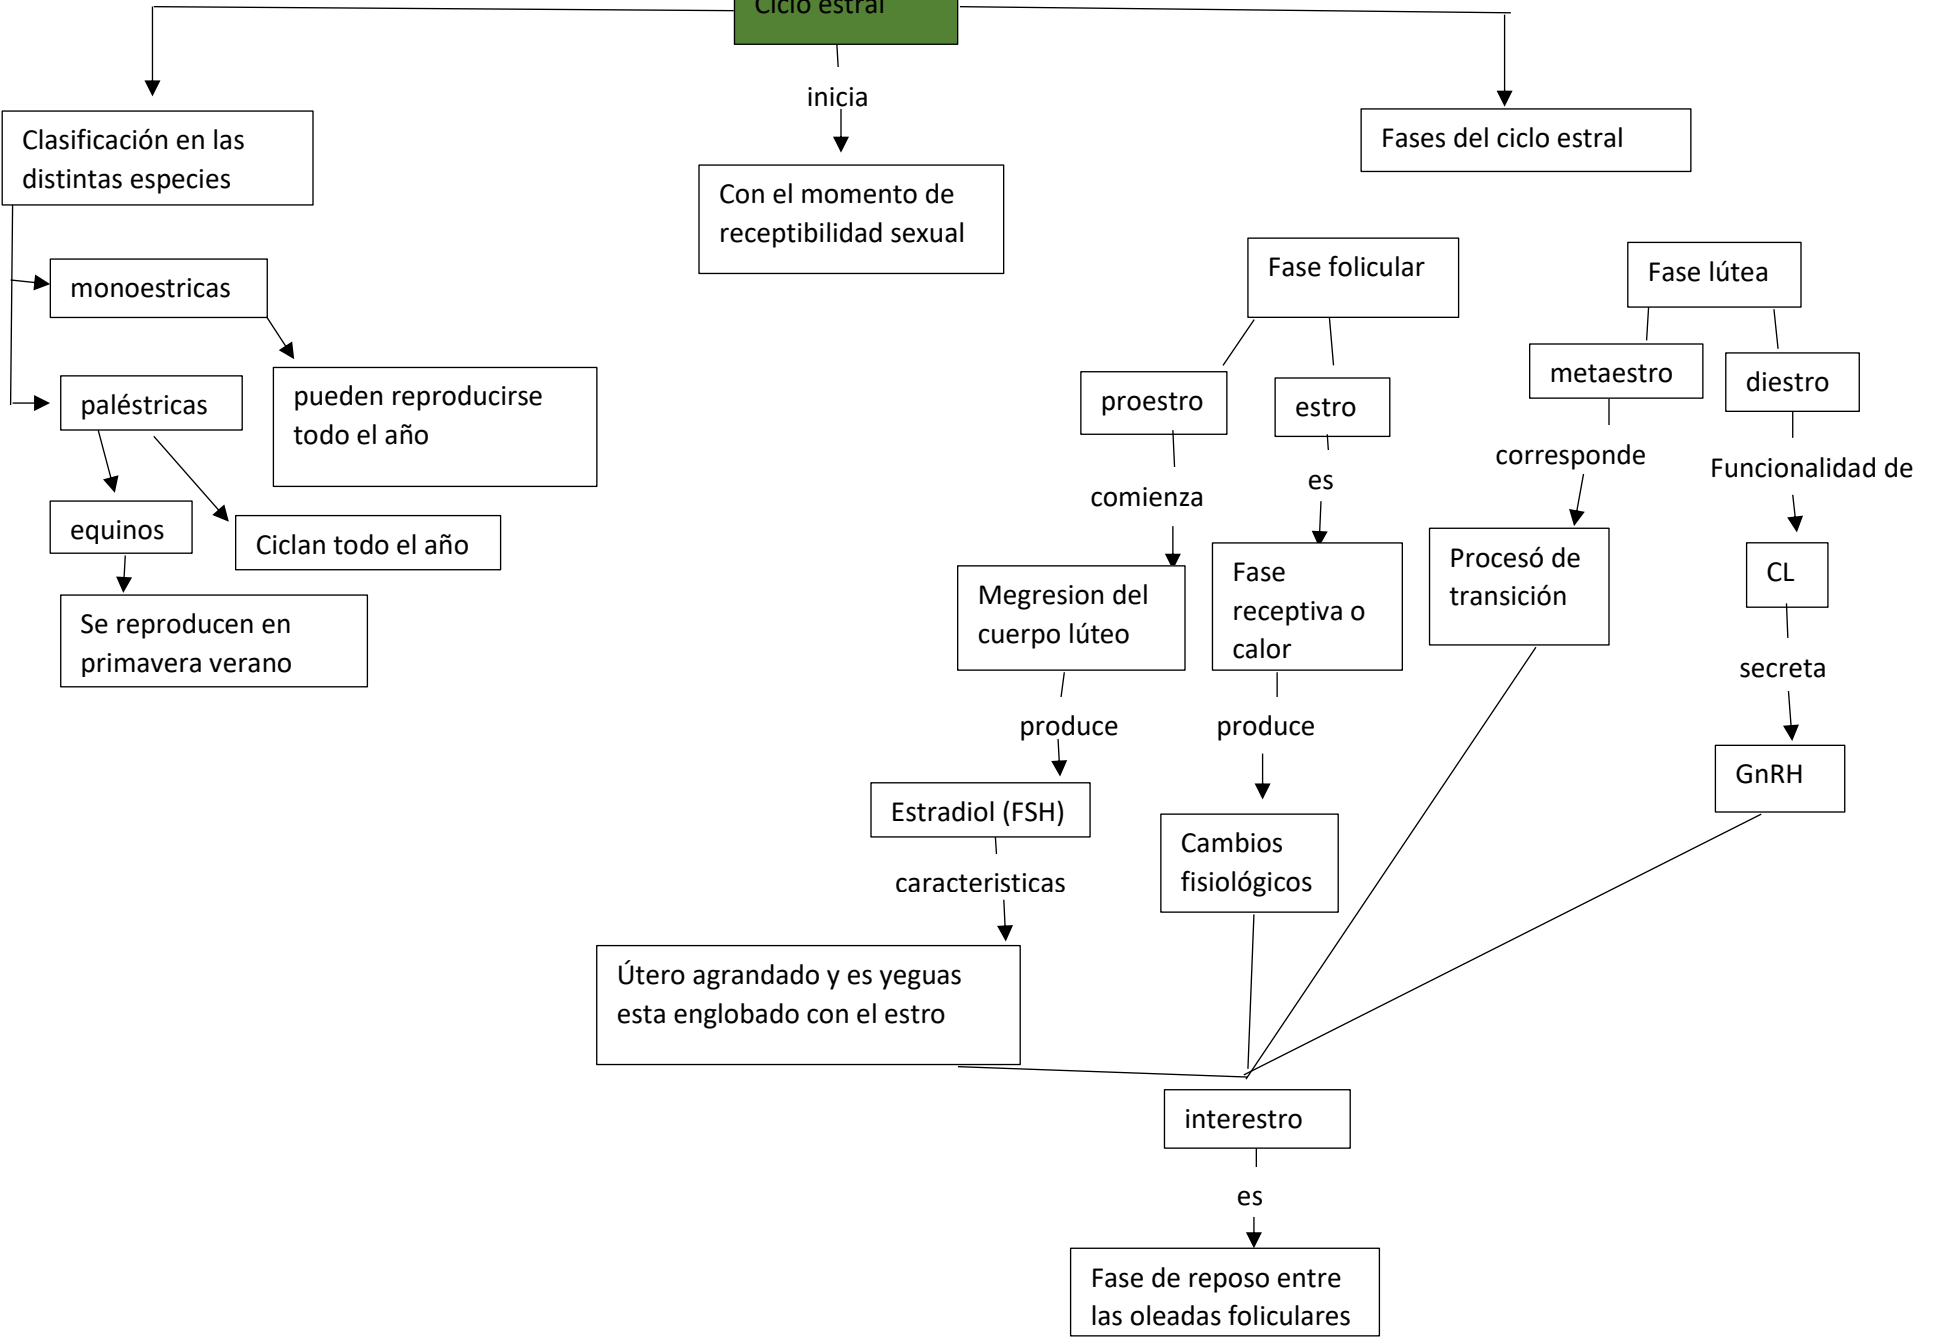 Ciclo estral
inicia
Clasificación en las
distintas especies
Con el momento de
receptibilidad sexual
Fases del ciclo estral
monoestricas
pueden reproducirse
todo el año
paléstricas
equinos
Ciclan todo el año
Se reproducen en
primavera verano
Fase folicular
Fase lútea
proestro
estro
metaestro
diestro
comienza
es
corresponde
Funcionalidad de
Megresion del
cuerpo lúteo
Fase
receptiva o
calor
Procesó de
transición
CL
produce
produce
secreta
Estradiol (FSH)
Cambios
fisiológicos
GnRH
caracteristicas
Útero agrandado y es yeguas
esta englobado con el estro
interestro
es
Fase de reposo entre
las oleadas foliculares